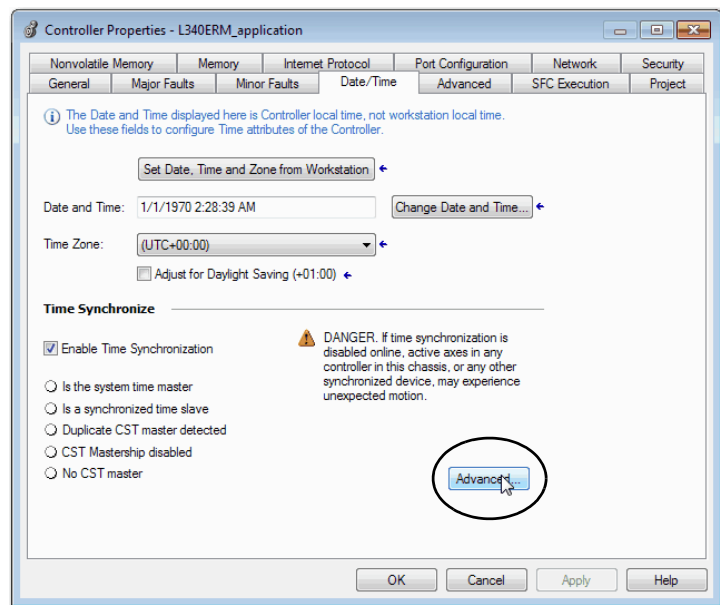 Controller Properties - L340ERM_application
Nonvolatile Memory Memory Internet Protocol Port Configuration Network Security
General Major Faults Minor Faults Date/Time Advanced SFC Execution Project
The Date and Time displayed here is Controller local time, not workstation local time.
Use these fields to configure Time attributes of the Controller.
Set Date, Time and Zone from Workstation
Date and Time: 1/1/1970 2:28:39 AM Change Date and Time...
Time Zone: (UTC+00:00)
Adjust for Daylight Saving (+01:00)
Time Synchronize
Enable Time Synchronization
DANGER. If time synchronization is
disabled online, active axes in any
controller in this chassis, or any other
synchronized device, may experience
unexpected motion.
Is the system time master
Is a synchronized time slave
Duplicate CST master detected
CST Mastership disabled
No CST master
Advanced...
OK Cancel Apply Help